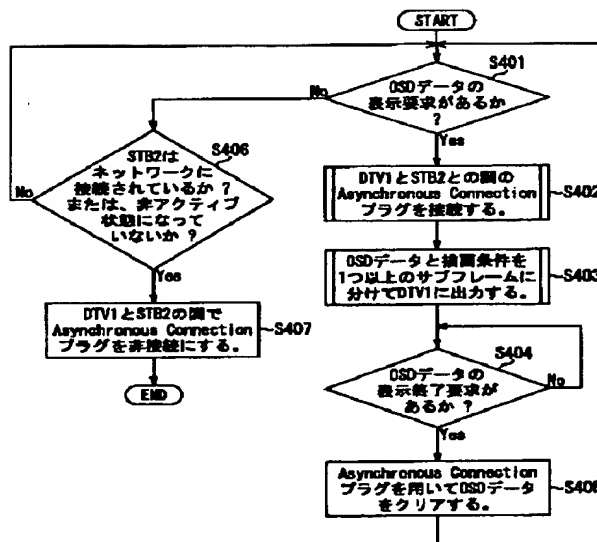 START
S401
OSDデータの
表示要求があるか
?
No
Yes
S406
STB2は
ネットワークに
接続されているか ?
または、非アクティブ
状態になって
いないか ?
No
Yes
DTV1とSTB2との間の
Asynchronous Connection
プラグを接続する。
S402
OSDデータと描画条件を
1つ以上のサブフレームに
分けてDTV1に出力する。
S403
DTV1とSTB2の間で
Asynchronous Connection
プラグを非接続にする。
S407
END
S404
OSDデータの
表示終了要求が
あるか ?
No
Yes
Asynchronous Connection
プラグを用いてOSDデータ
をクリアする。